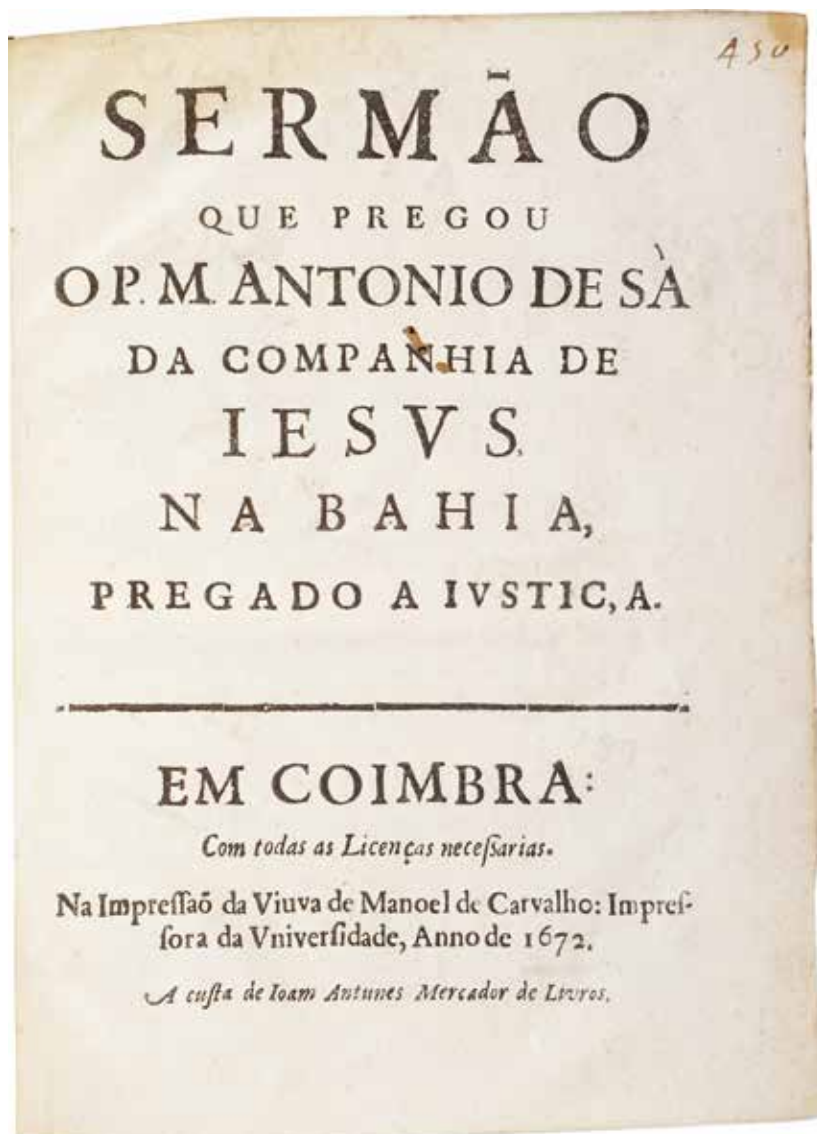 450
SERMÃO
QUE PREGOU
O P. M. ANTONIO DE SÀ
DA COMPANHIA DE
IESVS.
NA BAHIA,
PREGADO A IVSTIC,A.
EM COIMBRA:
Com todas as Licenças neceſſarias.
Na Impreſſaõ da Viuva de Manoel de Carvalho: Impreſ-
ſora da Vniverſidade, Anno de 1672.
A cuſta de Ioam Antunes Mercador de Livros.